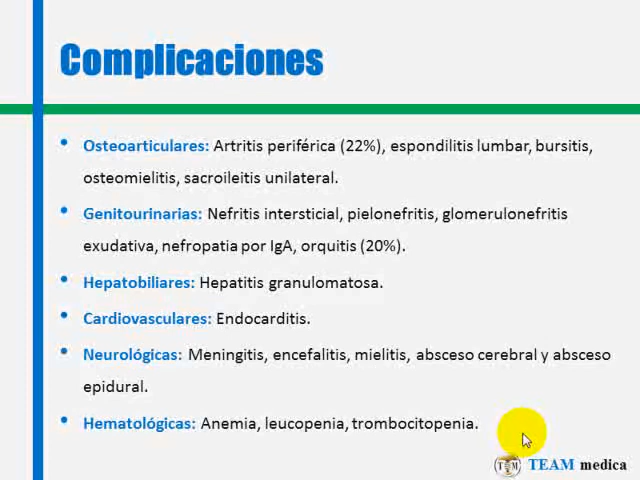 Complicaciones
• Osteoarticulares: Artritis periférica (22%), espondilitis lumbar, bursitis,
osteomielitis, sacroileitis unilateral.
• Genitourinarias: Nefritis intersticial, pielonefritis, glomerulonefritis
exudativa, nefropatia por IgA, orquitis (20%).
• Hepatobiliares: Hepatitis granulomatosa.
• Cardiovasculares: Endocarditis.
• Neurológicas: Meningitis, encefalitis, mielitis, absceso cerebral y absceso
epidural.
• Hematológicas: Anemia, leucopenia, trombocitopenia.
TEAM medica